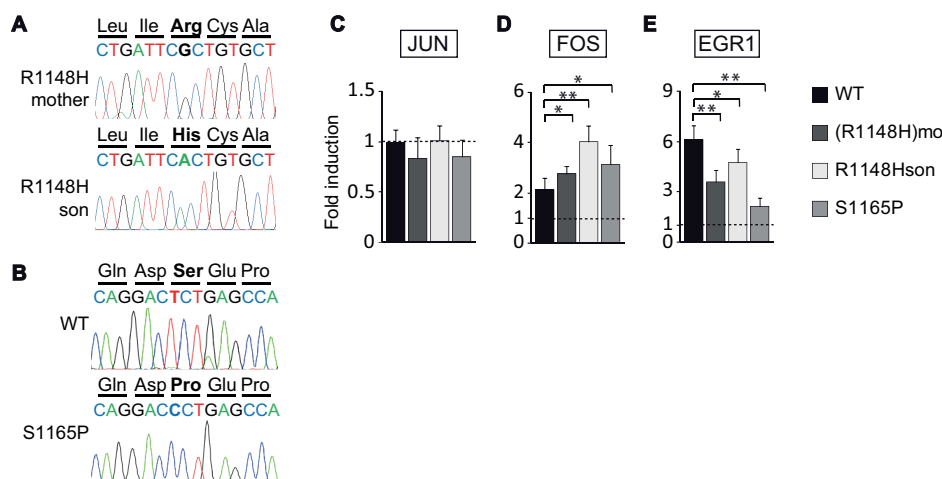 A
Leu Ile Arg Cys Ala
CTGATTCGCTGTGCT
R1148H
mother
Leu Ile His Cys Ala
CTGATTCACTGTGCT
R1148H
son
B
Gln Asp Ser Glu Pro
CAGGACTCTGAGCCA
WT
Gln Asp Pro Glu Pro
CAGGACCCTGAGCCA
S1165P
C
JUN
Fold induction
1.5
1
0.5
0
D
FOS
6
4
2
1
0
*
**
*
E
EGR1
9
6
3
1
0
**
*
**
WT
(R1148H)mo
R1148Hson
S1165P